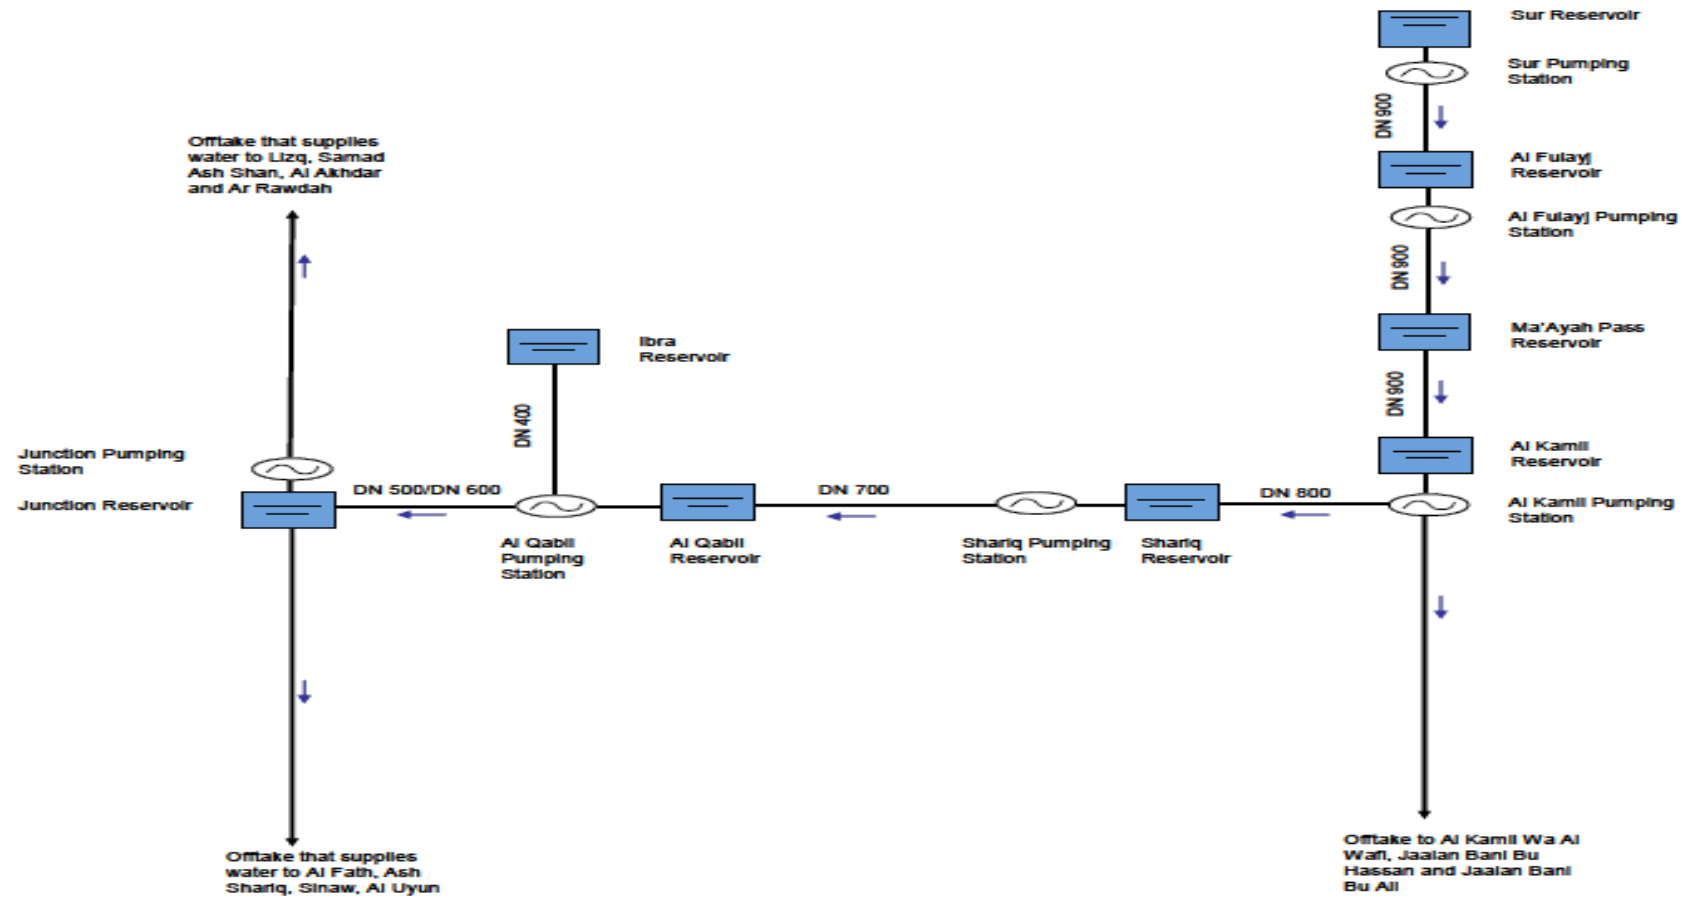 Sur Reservoir
Sur Pumping
Station
DN 900
Offtake that supplies
water to Lizq, Samad
Ash Shan, Al Akhdar
and Ar Rawdah
Al Fulayj
Reservoir
Al Fulayj Pumping
Station
DN 900
Ma'Ayah Pass
Reservoir
Ibra
Reservoir
DN 900
DN 400
Al Kamil
Reservoir
Junction Pumping
Station
Junction Reservoir
DN 500/DN 600
DN 700
DN 800
Al Kamil Pumping
Station
Al Qabil
Pumping
Station
Al Qabil
Reservoir
Shariq Pumping
Station
Shariq
Reservoir
Offtake that supplies
water to Al Fath, Ash
Shariq, Sinaw, Al Uyun
Offtake to Al Kamil Wa Al
Wafi, Jaalan Bani Bu
Hassan and Jaalan Bani
Bu Ali